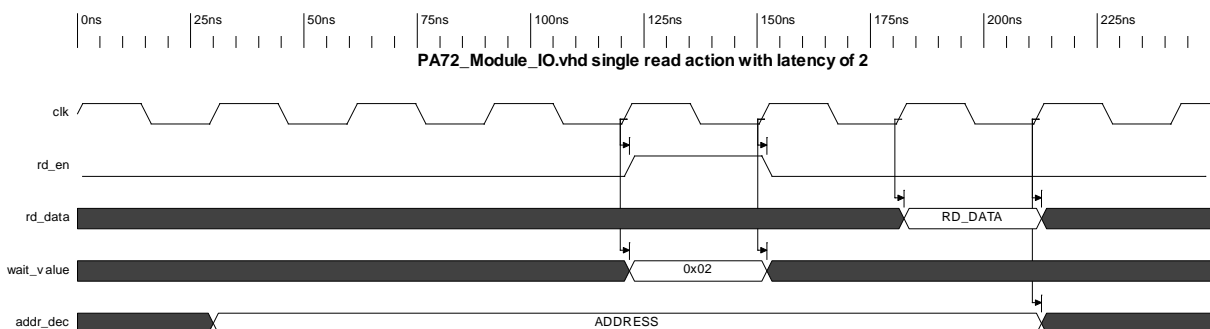 0ns 25ns 50ns 75ns 100ns 125ns 150ns 175ns 200ns 225ns
PA72_Module_IO.vhd single read action with latency of 2
clk
rd_en
rd_data RD_DATA
wait_value 0x02
addr_dec ADDRESS